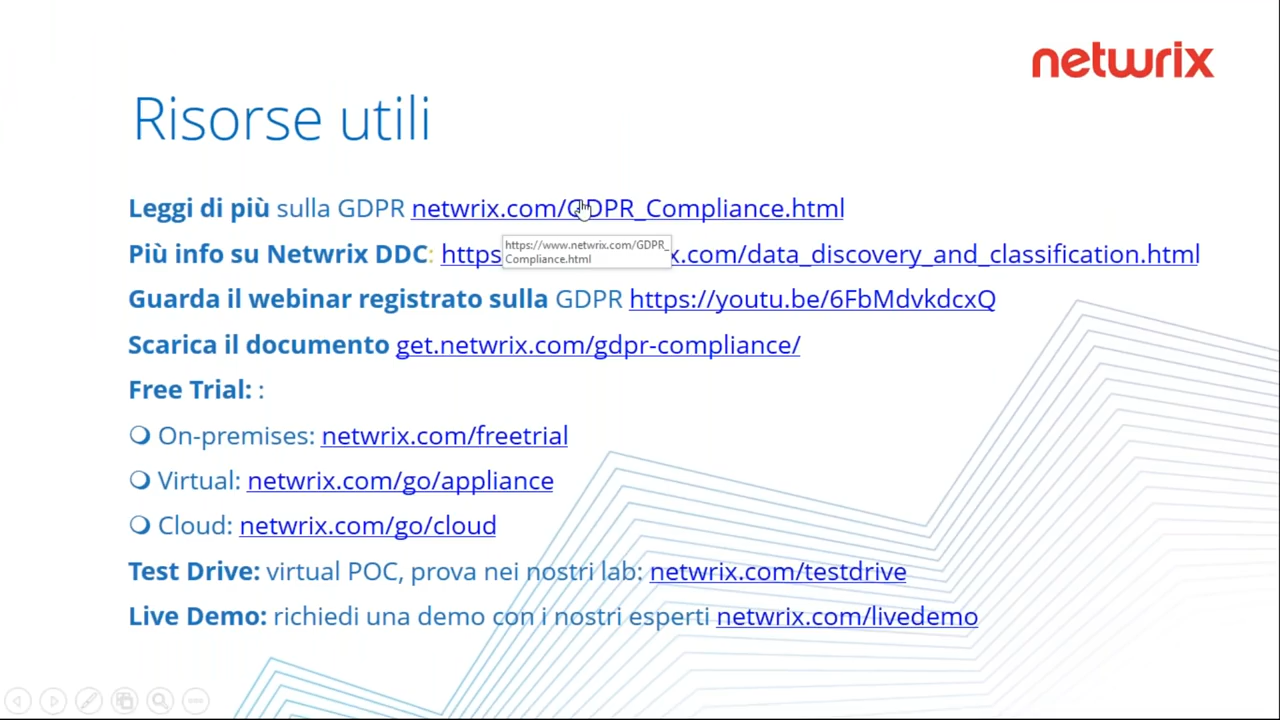 netwrix
Risorse utili
Leggi di più sulla GDPR netwrix.com/GDPR_Compliance.html
https://www.netwrix.com/GDPR_
Compliance.html
Più info su Netwrix DDC: https x.com/data_discovery_and_classification.html
Guarda il webinar registrato sulla GDPR https://youtu.be/6FbMdvkdcxQ
Scarica il documento get.netwrix.com/gdpr-compliance/
Free Trial: :
On-premises: netwrix.com/freetrial
Virtual: netwrix.com/go/appliance
Cloud: netwrix.com/go/cloud
Test Drive: virtual POC, prova nei nostri lab: netwrix.com/testdrive
Live Demo: richiedi una demo con i nostri esperti netwrix.com/livedemo